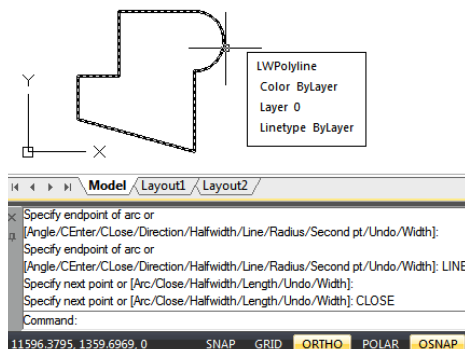 LWPolyline
Color ByLayer
Layer 0
Linetype ByLayer
Y
X
Model Layout1 Layout2
Specify endpoint of arc or
[Angle/CEnter/CLose/Direction/Halfwidth/Line/Radius/Second pt/Undo/Width]:
Specify endpoint of arc or
[Angle/CEnter/CLose/Direction/Halfwidth/Line/Radius/Second pt/Undo/Width]: LINE
Specify next point or [Arc/Close/Halfwidth/Length/Undo/Width]:
Specify next point or [Arc/Close/Halfwidth/Length/Undo/Width]: CLOSE
Command:
11596.3795, 1359.6969, 0 SNAP GRID ORTHO POLAR OSNAP